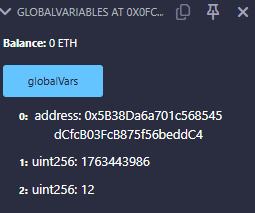 GLOBALVARIABLES AT 0X0FC...
Balance: 0 ETH
globalVars
0: address: 0x5B38Da6a701c568545
dCfcB03FcB875f56beddC4
1: uint256: 1763443986
2: uint256: 12